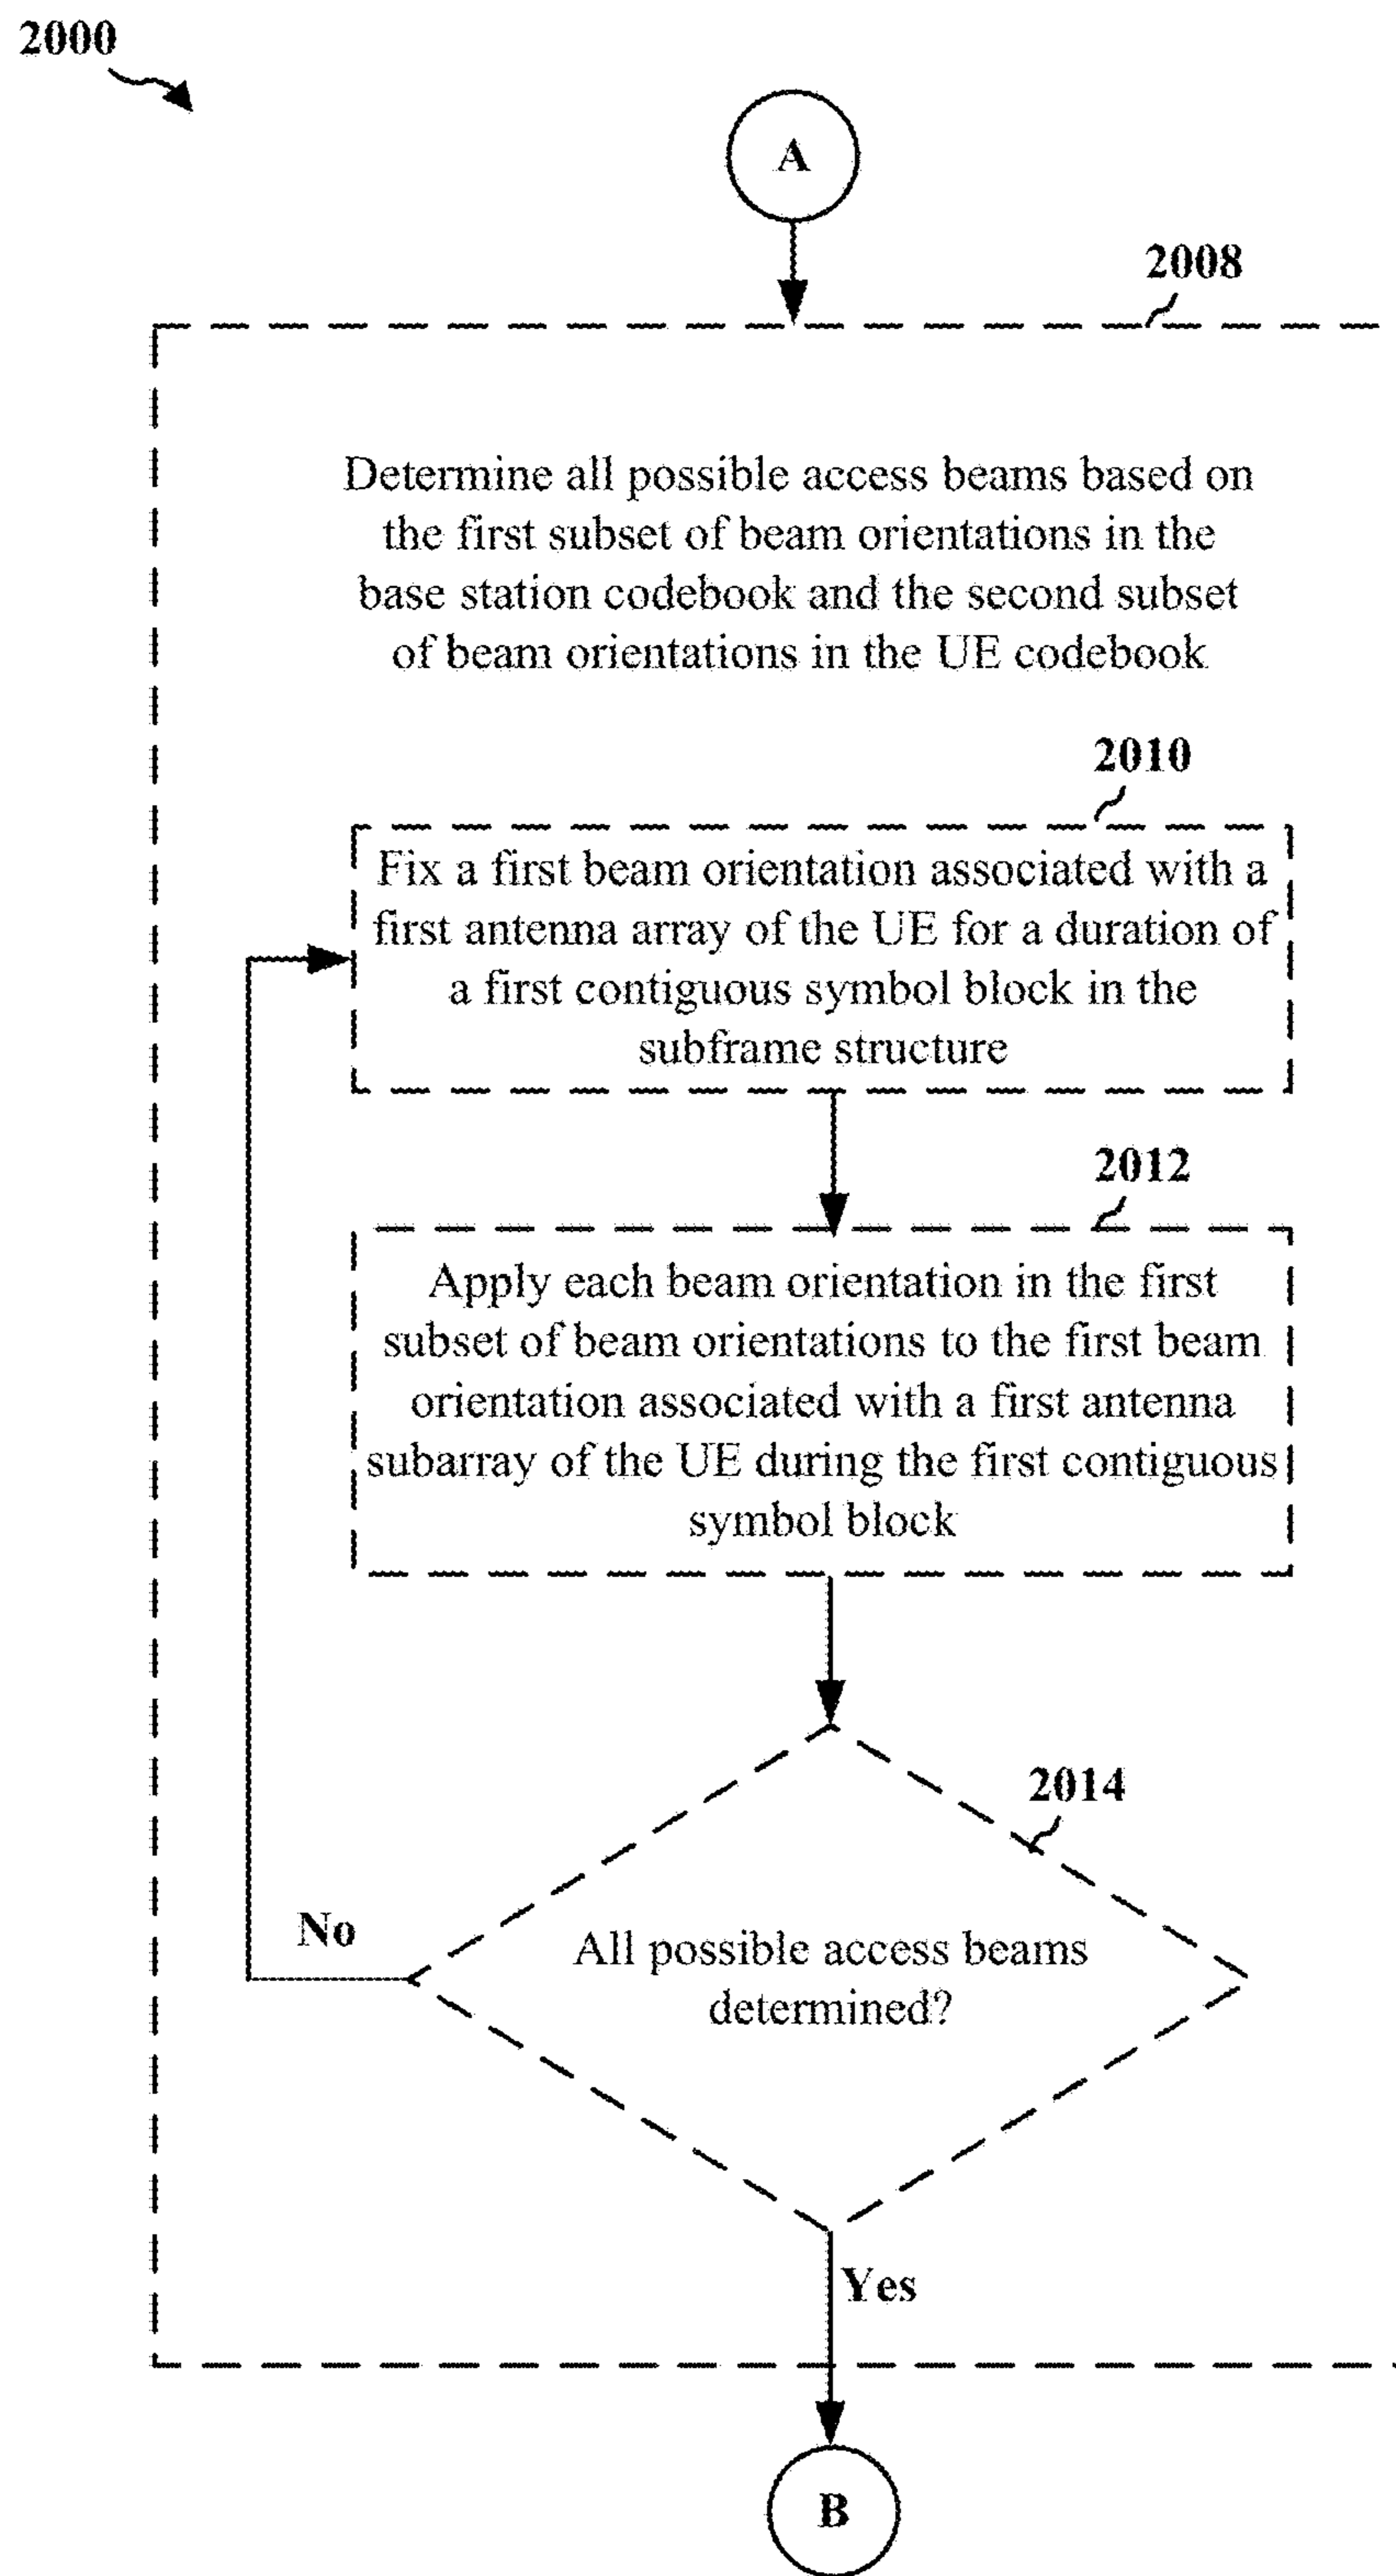 2000
A
2008
Determine all possible access beams based on
the first subset of beam orientations in the
base station codebook and the second subset
of beam orientations in the UE codebook
2010
Fix a first beam orientation associated with a
first antenna array of the UE for a duration of
a first contiguous symbol block in the
subframe structure
2012
Apply each beam orientation in the first
subset of beam orientations to the first beam
orientation associated with a first antenna
subarray of the UE during the first contiguous
symbol block
2014
No
All possible access beams
determined?
Yes
B